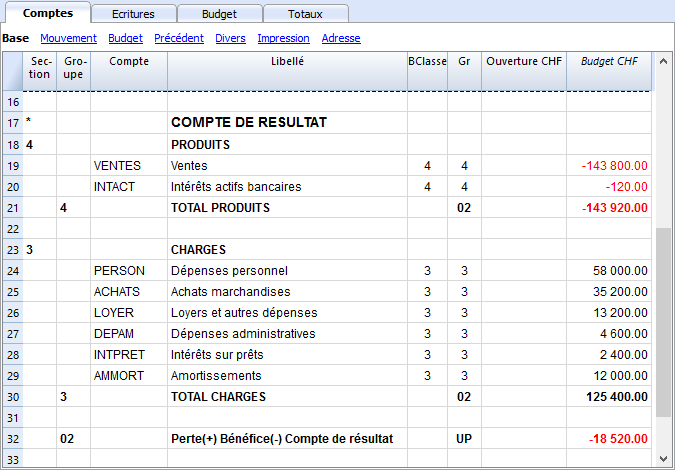 Comptes Ecritures Budget Totaux
Base Mouvement Budget Précédent Divers Impression Adresse
Sec- Gro- Compte Libellé BClasse Gr Ouverture CHF Budget CHF
tion upe
16
17 * COMPTE DE RESULTAT
18 4 PRODUITS
19 VENTES Ventes 4 4 -143 800.00
20 INTACT Intérêts actifs bancaires 4 4 -120.00
21 4 TOTAL PRODUITS 02 -143 920.00
22
23 3 CHARGES
24 PERSON Dépenses personnel 3 3 58 000.00
25 ACHATS Achats marchandises 3 3 35 200.00
26 LOYER Loyers et autres dépenses 3 3 13 200.00
27 DEPAM Dépenses administratives 3 3 4 600.00
28 INTPRET Intérêts sur prêts 3 3 2 400.00
29 AMMORT Amortissements 3 3 12 000.00
30 3 TOTAL CHARGES 02 125 400.00
31
32 02 Perte(+) Bénéfice(-) Compte de résultat UP -18 520.00
33